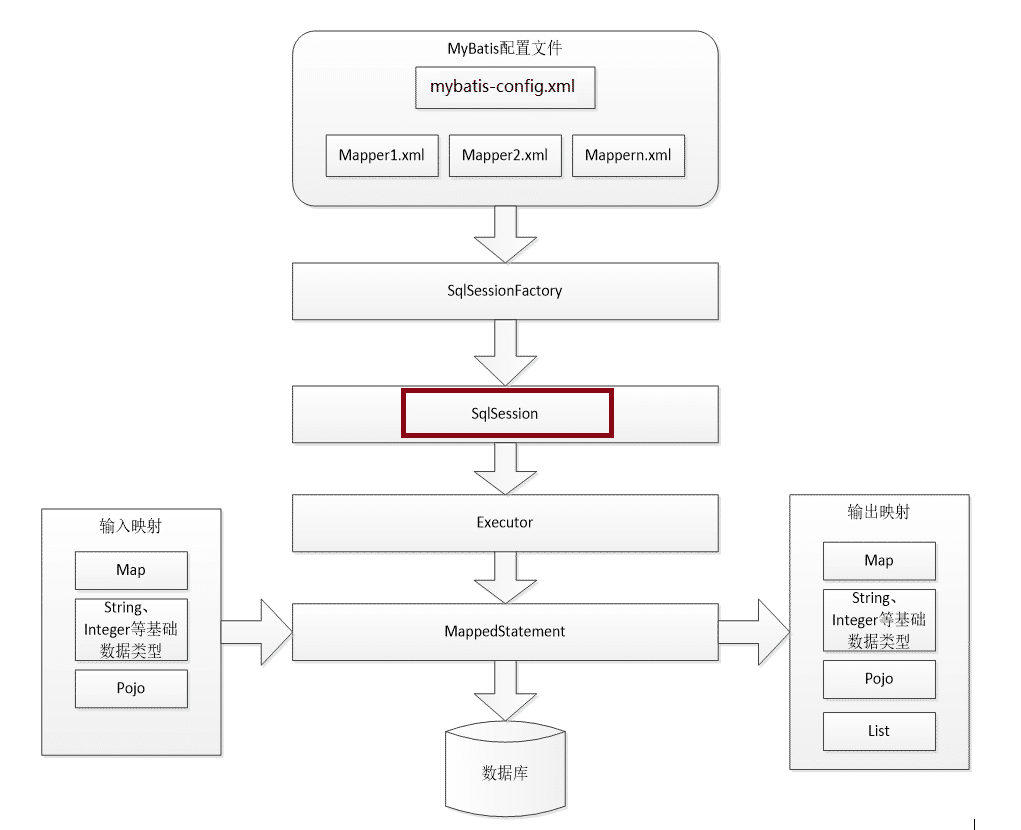 MyBatis配置文件
mybatis-config.xml
Mapper1.xml
Mapper2.xml
Mappern.xml
SqlSessionFactory
SqlSession
Executor
输入映射
Map
String、
Integer等基础
数据类型
Pojo
MappedStatement
输出映射
Map
String、
Integer等基础
数据类型
Pojo
List
数据库